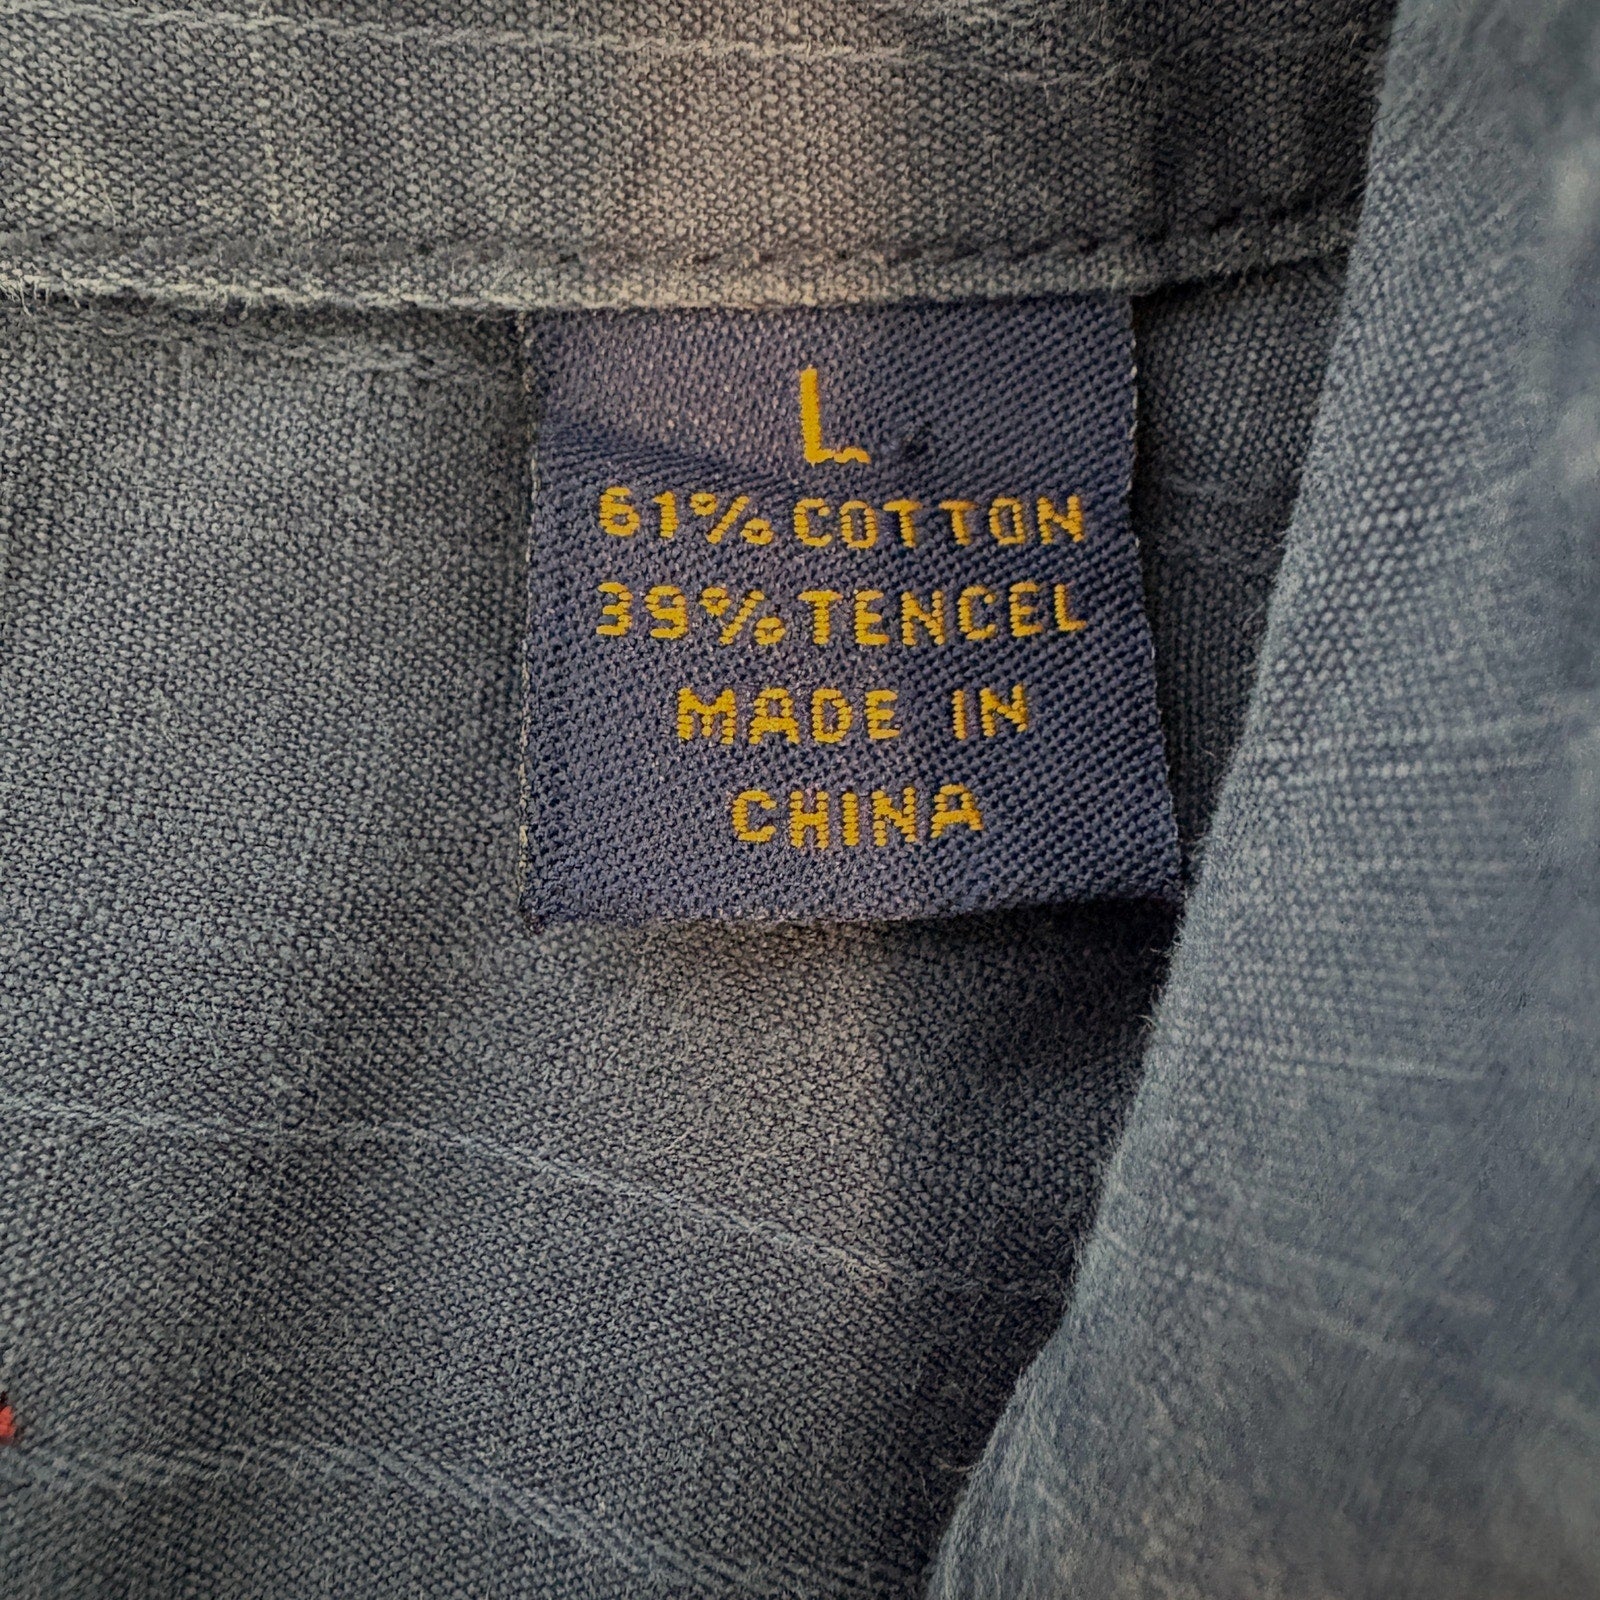 L
61% COTTON
39% TENCEL
MADE IN
CHINA